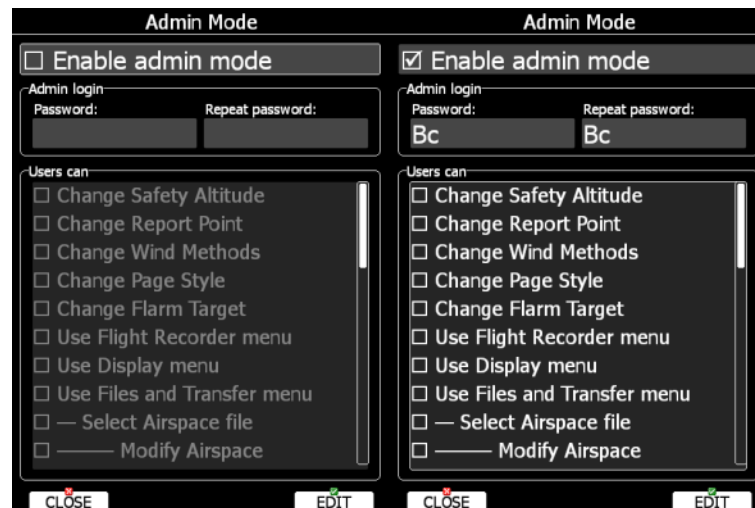 Admin Mode
☐ Enable admin mode
Admin login
Password: Repeat password:
Users can
☐ Change Safety Altitude
☐ Change Report Point
☐ Change Wind Methods
☐ Change Page Style
☐ Change Flarm Target
☐ Use Flight Recorder menu
☐ Use Display menu
☐ Use Files and Transfer menu
☐ — Select Airspace file
☐ ——— Modify Airspace
CLOSE EDIT
Admin Mode
☑ Enable admin mode
Admin login
Password: Repeat password:
Bc Bc
Users can
☐ Change Safety Altitude
☐ Change Report Point
☐ Change Wind Methods
☐ Change Page Style
☐ Change Flarm Target
☐ Use Flight Recorder menu
☐ Use Display menu
☐ Use Files and Transfer menu
☐ — Select Airspace file
☐ ——— Modify Airspace
CLOSE EDIT